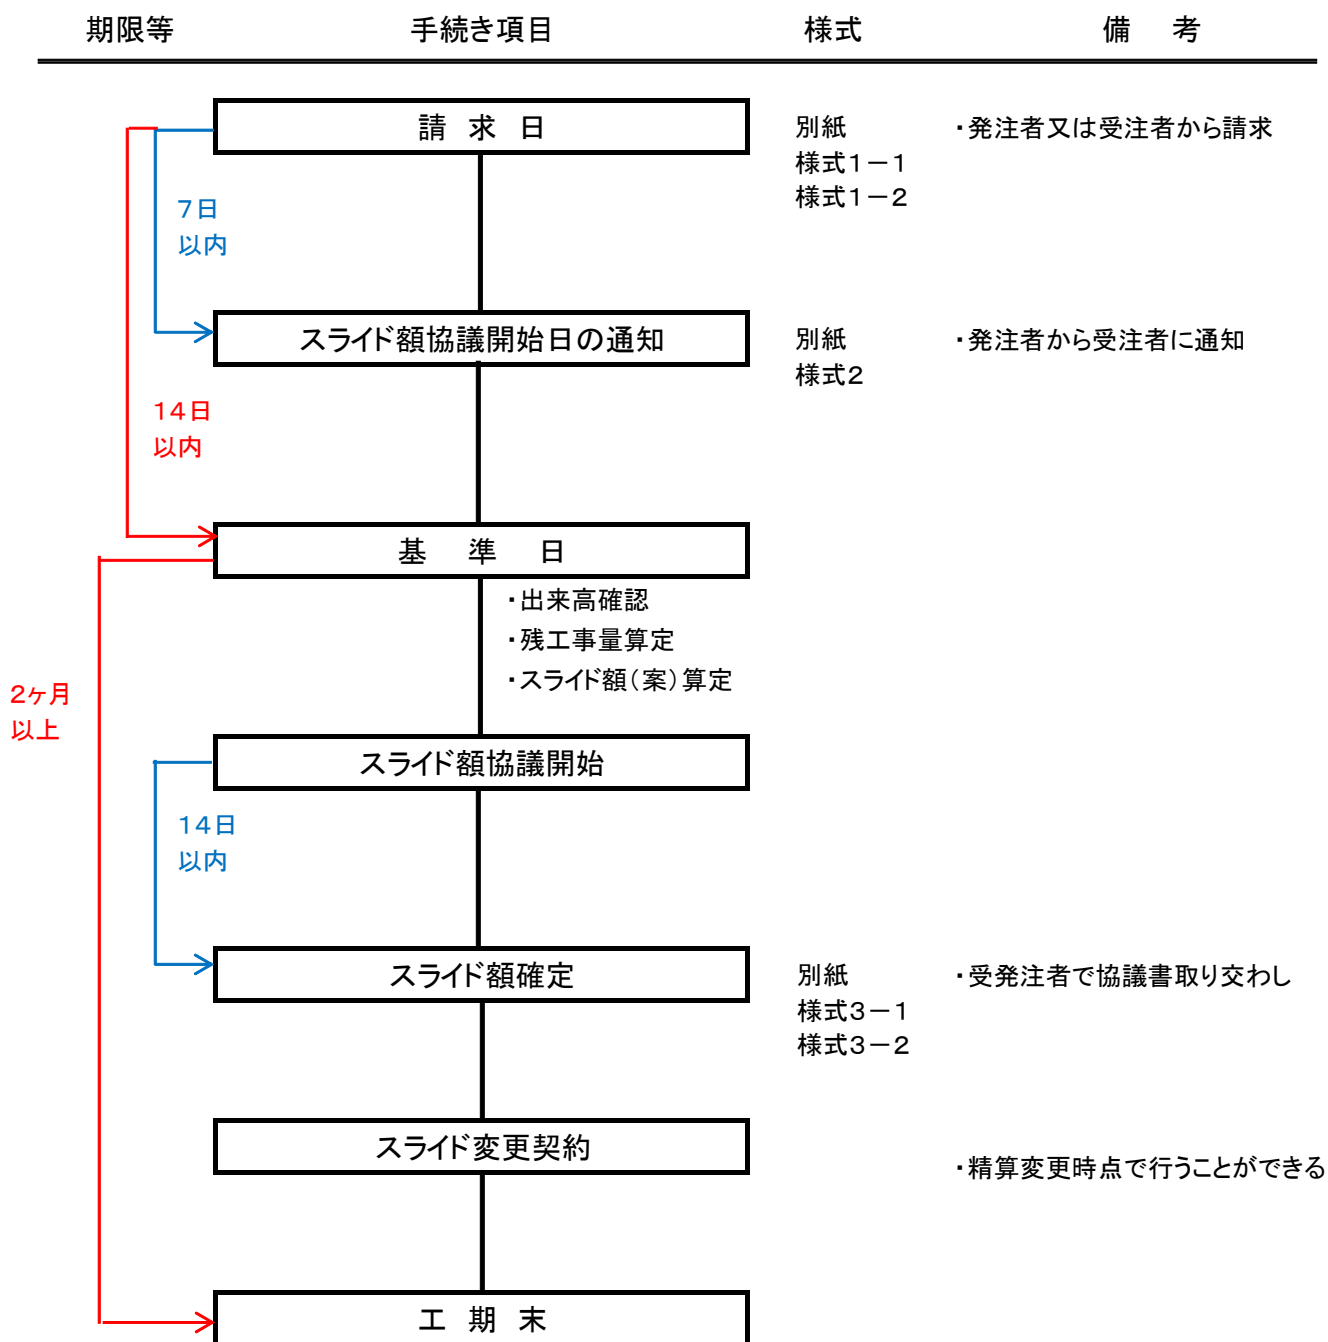 期限等 手続き項目 様式 備 考
請 求 日 別紙 ・発注者又は受注者から請求
様式1－1
様式1－2
7日
以内
スライド額協議開始日の通知 別紙 ・発注者から受注者に通知
様式2
14日
以内
基 準 日
・出来高確認
・残工事量算定
・スライド額(案)算定
2ヶ月
以上
スライド額協議開始
14日
以内
スライド額確定 別紙 ・受発注者で協議書取り交わし
様式3－1
様式3－2
スライド変更契約
・精算変更時点で行うことができる
工 期 末